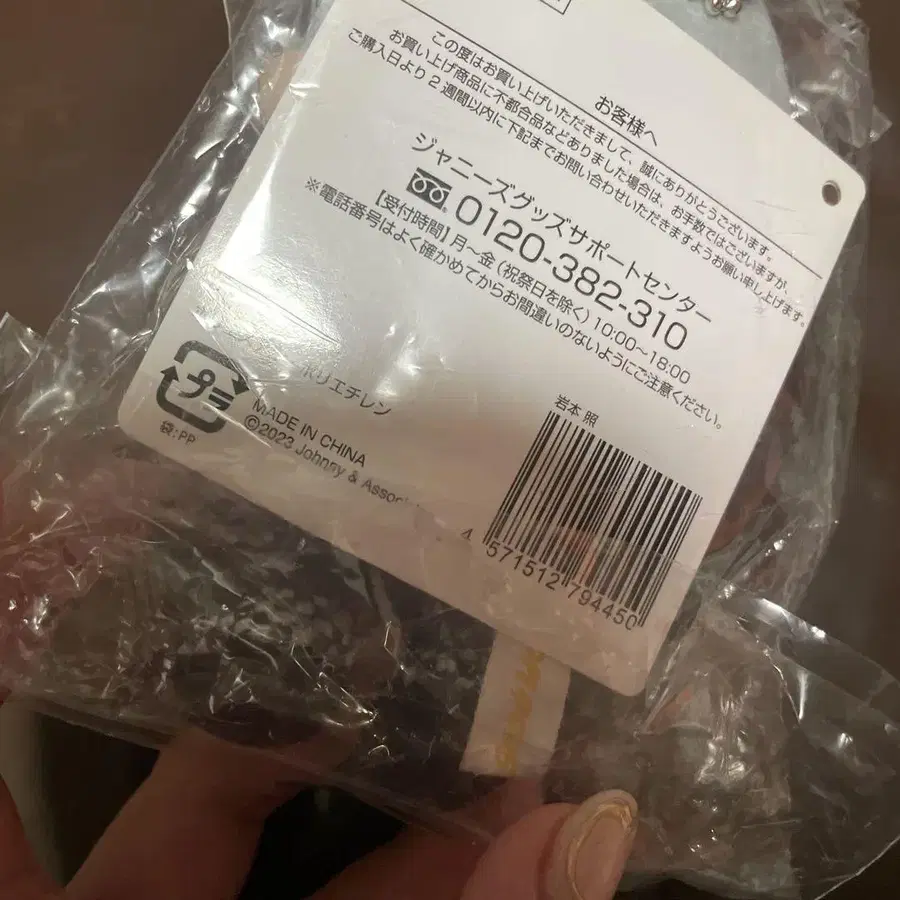 お客様へ
この度はお買い上げいただきまして、誠にありがとうございます。
お買い上げ商品に不都合品などありました場合は、お手数ではございますが、
ご購入日より2週間以内に下記までお問い合わせいただきますようお願い申し上げます。
ジャニーズグッズサポートセンター
0120-382-310
【受付時間】月~金(祝祭日を除く)10:00~18:00
※電話番号はよく確かめてからお間違いのないようにご注意ください。
プラ
袋:PP
ポリエチレン
MADE IN CHINA
©2023 Johnny &
岩本 照
4 571512 794450